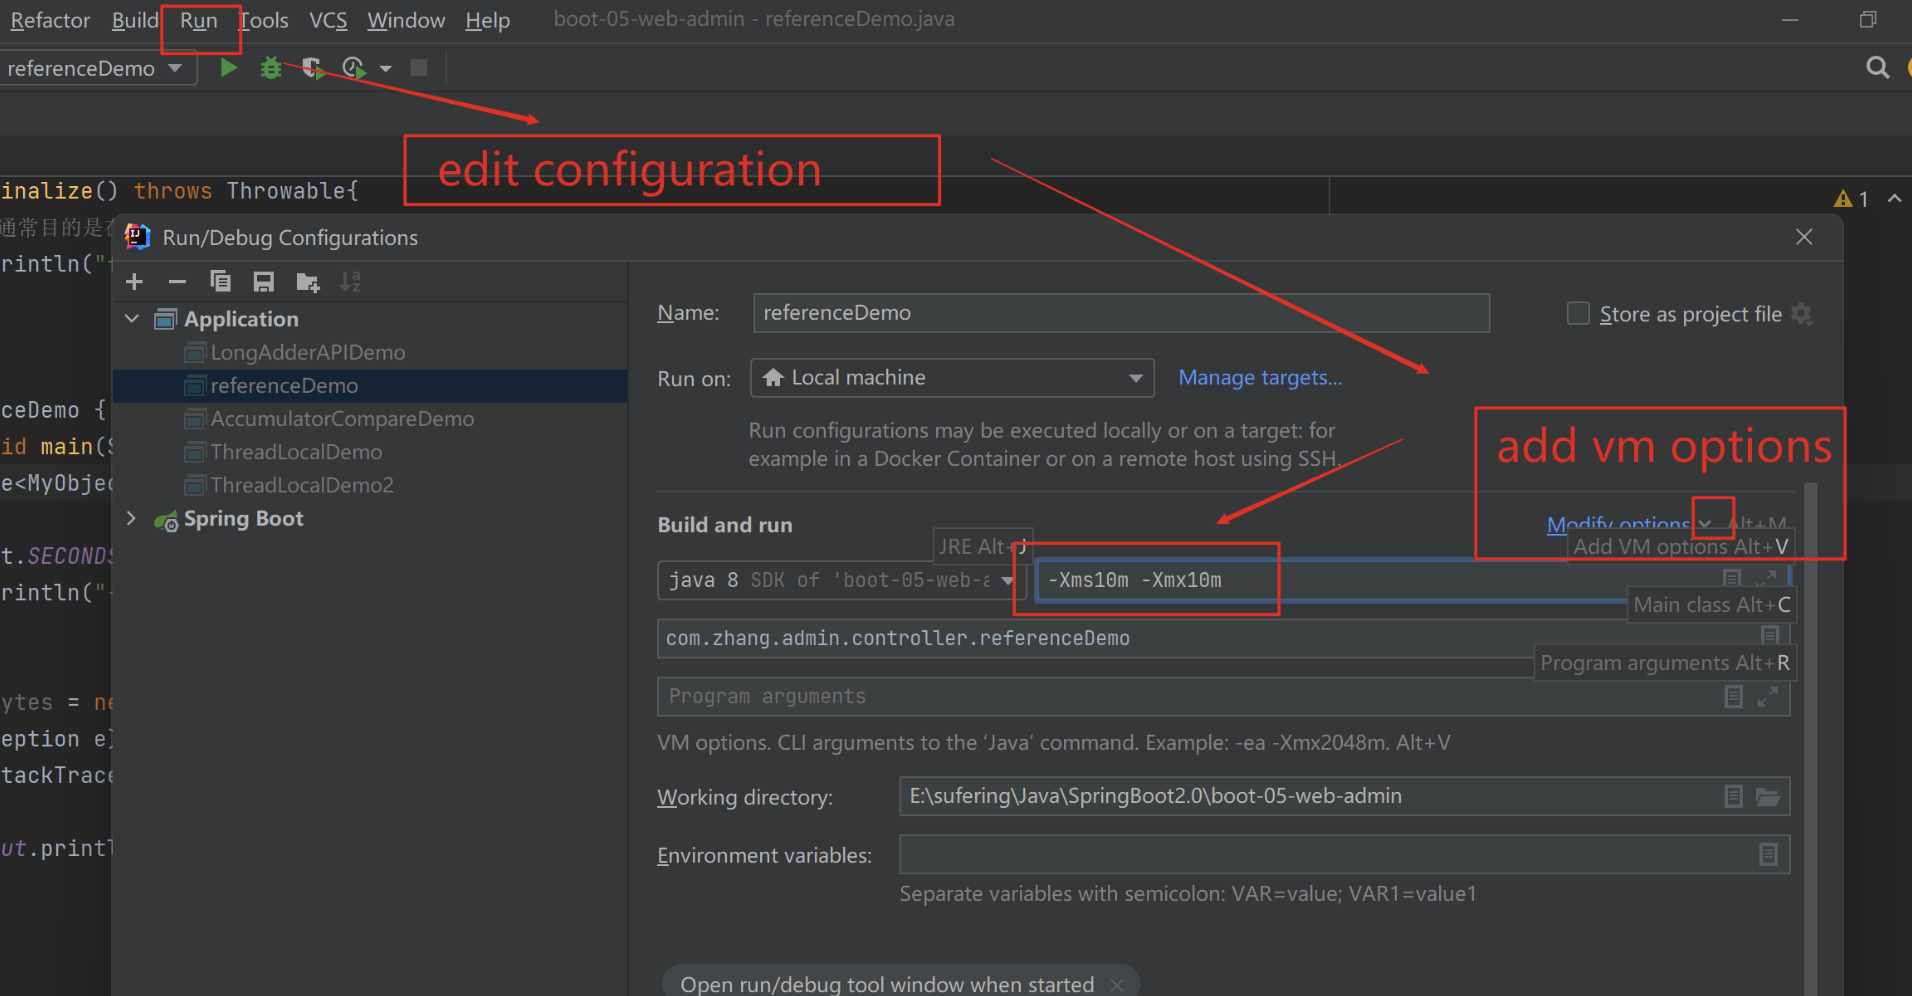 Refactor Build Run Tools VCS Window Help boot-05-web-admin - referenceDemo.java
referenceDemo
edit configuration
inalize() throws Throwable{
1
通常目的是在
Run/Debug Configurations
rintln("
Name: referenceDemo Store as project file
Application
LongAdderAPIDemo
Run on: Local machine Manage targets...
referenceDemo
ceDemo {
AccumulatorCompareDemo
Run configurations may be executed locally or on a target: for
example in a Docker Container or on a remote host using SSH.
add vm options
id main(S
ThreadLocalDemo
e<MyObjec
ThreadLocalDemo2
Spring Boot
Build and run
Modify options Alt+M
JRE Alt+J
Add VM options Alt+V
t.SECONDS
java 8 SDK of 'boot-05-web-a
-Xms10m -Xmx10m
rintln("-
Main class Alt+C
com.zhang.admin.controller.referenceDemo
Program arguments Alt+R
Program arguments
ytes = ne
VM options. CLI arguments to the ‘Java’ command. Example: -ea -Xmx2048m. Alt+V
eption e)
tackTrace
Working directory: E:\sufering\Java\SpringBoot2.0\boot-05-web-admin
ut.printl
Environment variables:
Separate variables with semicolon: VAR=value; VAR1=value1
Open run/debug tool window when started